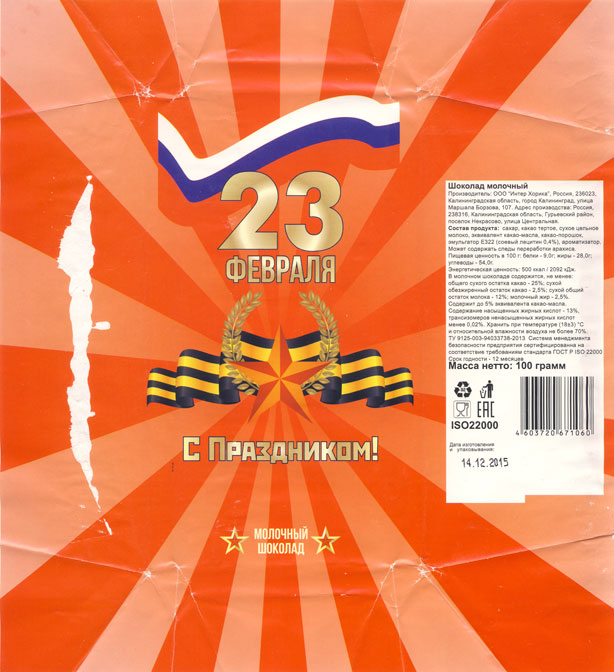 23
ФЕВРАЛЯ
С ПРАЗДНИКОМ!
МОЛОЧНЫЙ
ШОКОЛАД
Шоколад молочный
Производитель: ООО "Интер Хорика", Россия, 236023,
Калининградская область, город Калининград, улица
Маршала Борзова, 107. Адрес производства: Россия,
238316, Калининградская область, Гурьевский район,
поселок Некрасово, улица Центральная.
Состав продукта: сахар, какао тертое, сухое цельное
молоко, эквивалент какао-масла, какао-порошок,
эмульгатор Е322 (соевый лецитин 0,4%), ароматизатор.
Может содержать следы переработки арахиса.
Пищевая ценность в 100 г: белки - 9,0г; жиры - 28,0г;
углеводы - 54,0г.
Энергетическая ценность: 500 ккал / 2092 кДж.
В молочном шоколаде содержится, не менее:
общего сухого остатка какао - 25%; сухой
обезжиренный остаток какао - 2,5%; сухой общий
остаток молока - 12%; молочный жир - 2,5%.
Содержит до 5% эквивалента какао-масла.
Содержание насыщенных жирных кислот - 13%,
трансизомеров ненасыщенных жирных кислот
менее 0,02%. Хранить при температуре (18±3) °С
и относительной влажности воздуха не более 70%.
ТУ 9125-003-94033738-2013 Система менеджмента
безопасности предприятия сертифицирована на
соответствие требованиям стандарта ГОСТ Р ISO 22000
Срок годности - 12 месяцев
Масса нетто: 100 грамм
EAC
ISO22000
4603720671060
Дата изготовления
и упаковывания:
14.12.2015